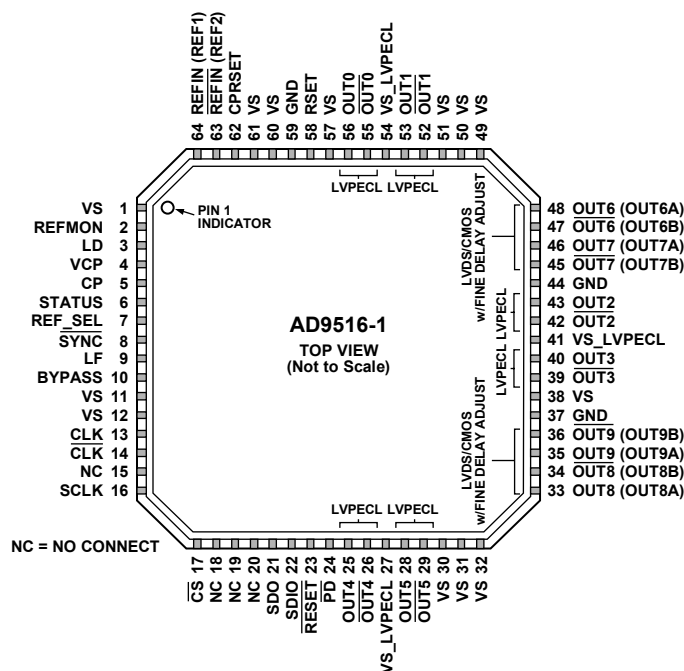 64 REFIN (REF1)
63 REFIN (REF2)
62 CPRSET
61 VS
60 VS
59 GND
58 RSET
57 VS
56 OUT0
55 OUT0
54 VS_LVPECL
53 OUT1
52 OUT1
51 VS
50 VS
49 VS
LVPECL LVPECL
VS 1
REFMON 2
LD 3
VCP 4
CP 5
STATUS 6
REF_SEL 7
SYNC 8
LF 9
BYPASS 10
VS 11
VS 12
CLK 13
CLK 14
NC 15
SCLK 16
PIN 1
INDICATOR
AD9516-1
TOP VIEW
(Not to Scale)
LVDS/CMOS
w/FINE DELAY ADJUST
LVPECL
LVPECL
LVDS/CMOS
w/FINE DELAY ADJUST
48 OUT6 (OUT6A)
47 OUT6 (OUT6B)
46 OUT7 (OUT7A)
45 OUT7 (OUT7B)
44 GND
43 OUT2
42 OUT2
41 VS_LVPECL
40 OUT3
39 OUT3
38 VS
37 GND
36 OUT9 (OUT9B)
35 OUT9 (OUT9A)
34 OUT8 (OUT8B)
33 OUT8 (OUT8A)
LVPECL LVPECL
NC = NO CONNECT
CS 17
NC 18
NC 19
NC 20
SDO 21
SDIO 22
RESET 23
PD 24
OUT4 25
OUT4 26
VS_LVPECL 27
OUT5 28
OUT5 29
VS 30
VS 31
VS 32